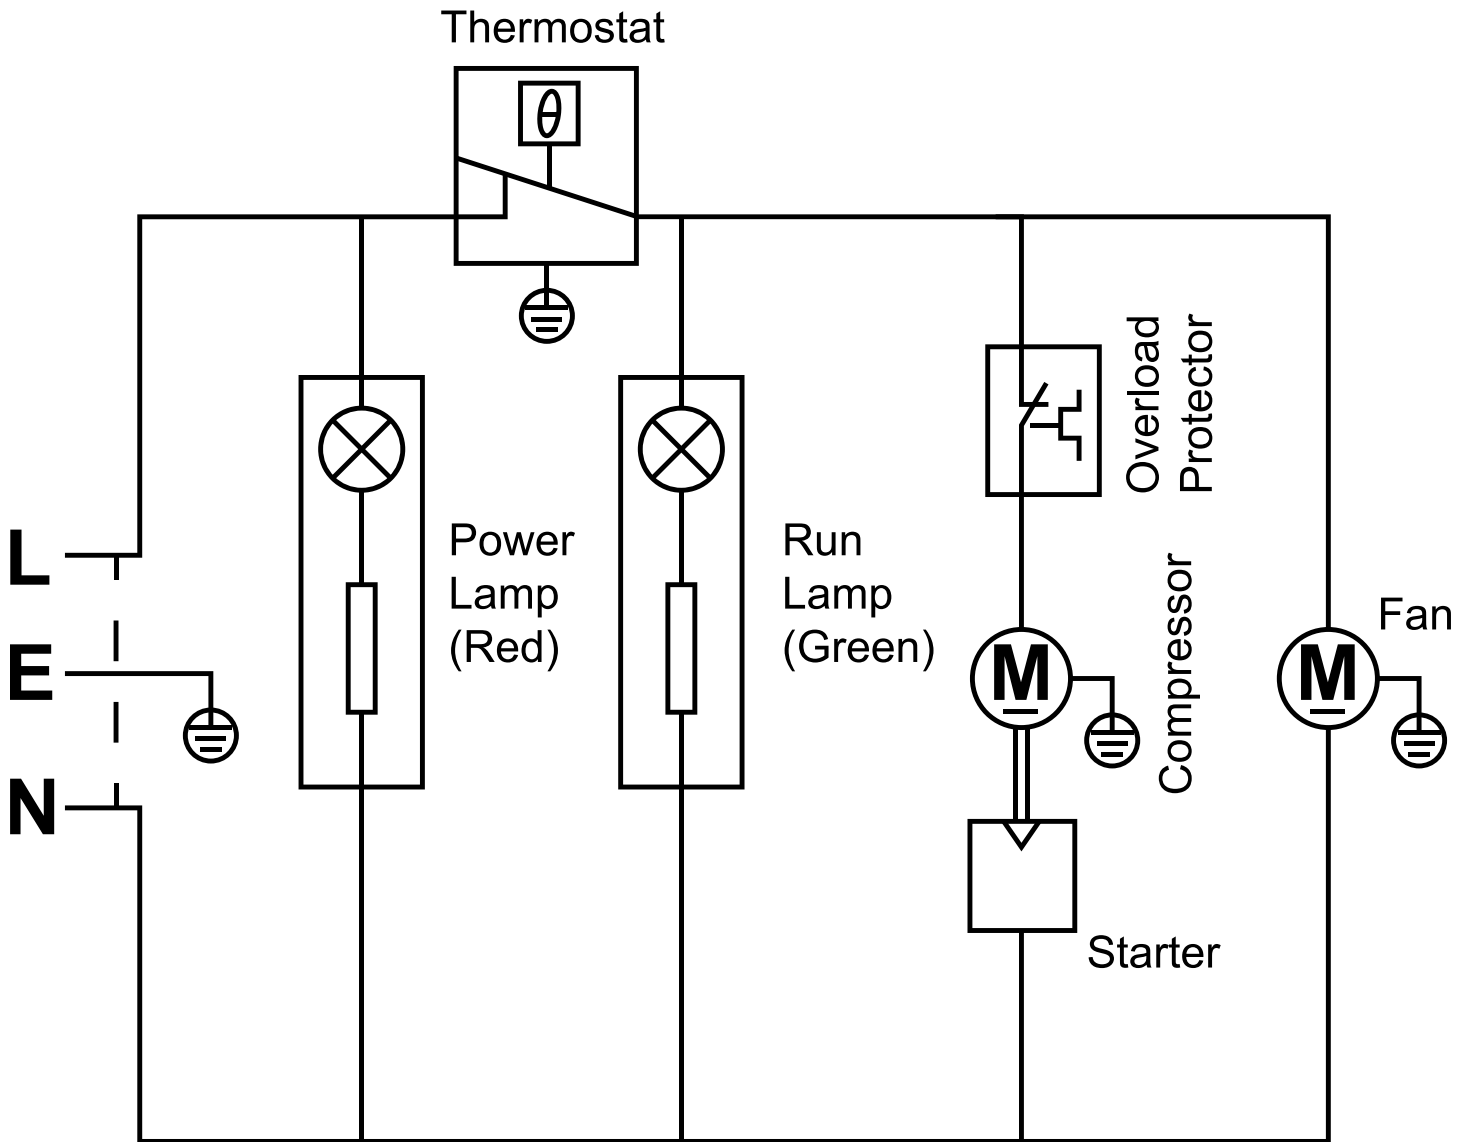 Thermostat
θ
Overload
Protector
L
Power
Lamp
(Red)
Run
Lamp
(Green)
Compressor
Fan
E
M
M
N
Starter